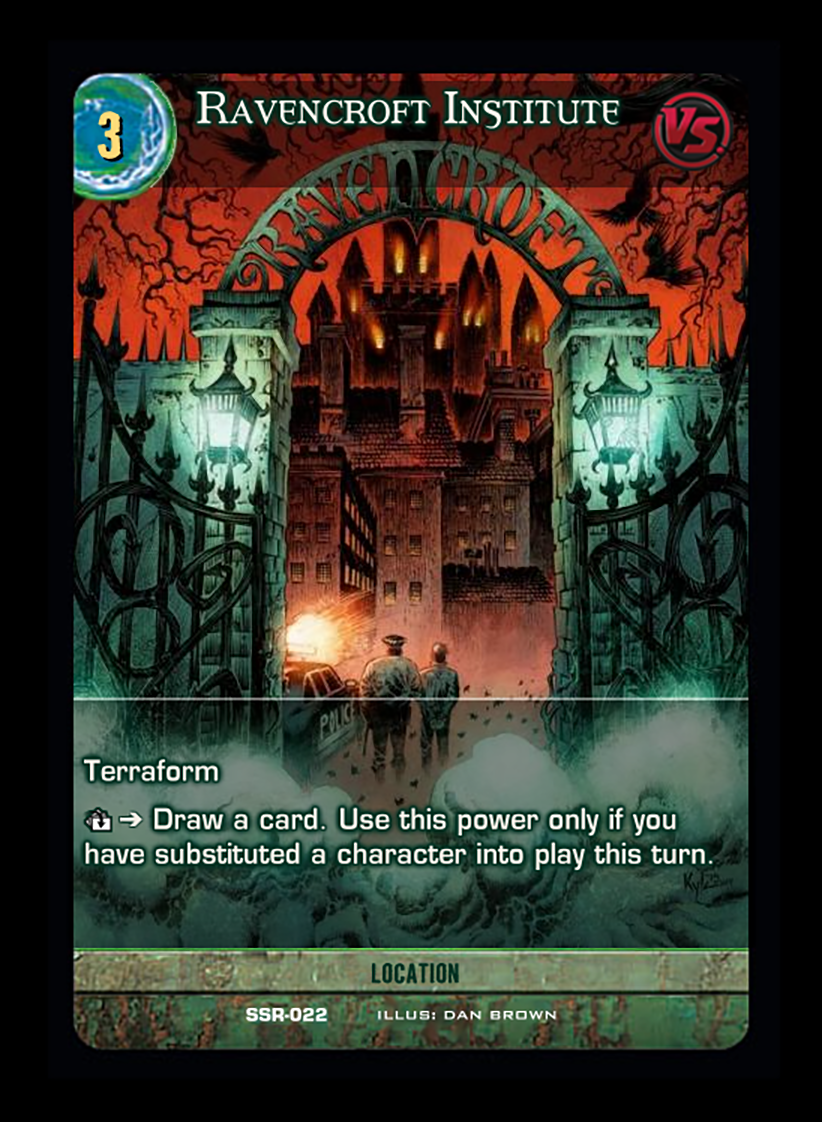 3
RAVENCROFT INSTITUTE
VS.
RAVENCROFT
POLICE
Terraform
➔ Draw a card. Use this power only if you
have substituted a character into play this turn.
LOCATION
SSR-022 ILLUS: DAN BROWN